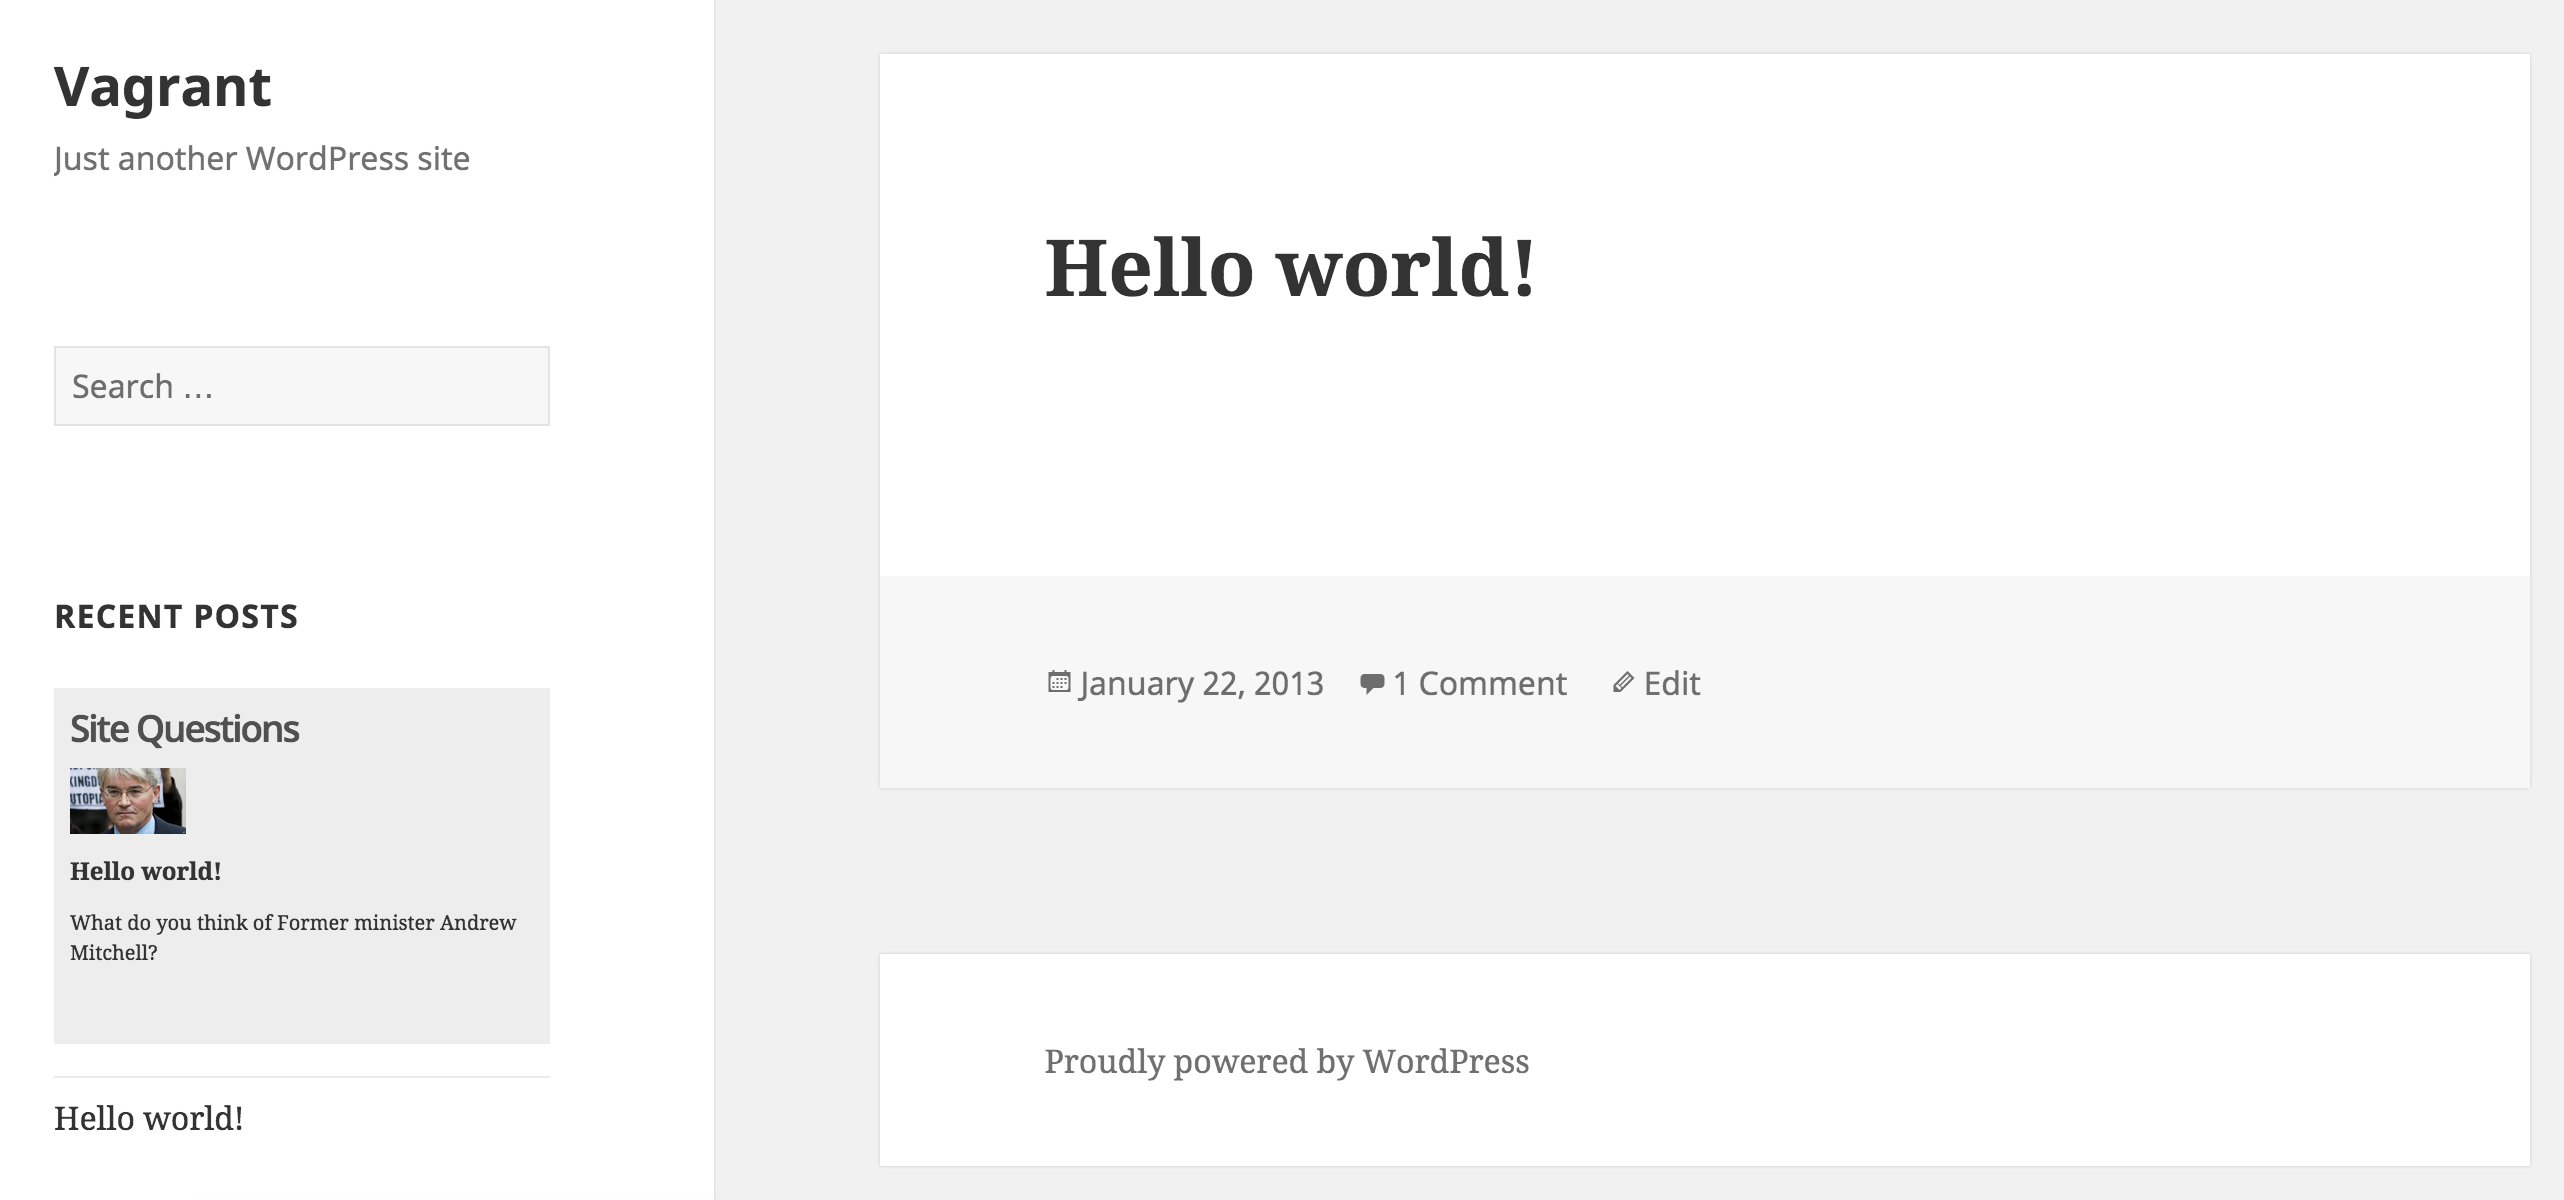 Vagrant
Just another WordPress site
Search …
RECENT POSTS
Site Questions
KINGD
UTOPIA
Hello world!
What do you think of Former minister Andrew
Mitchell?
Hello world!
Hello world!
January 22, 2013 1 Comment Edit
Proudly powered by WordPress